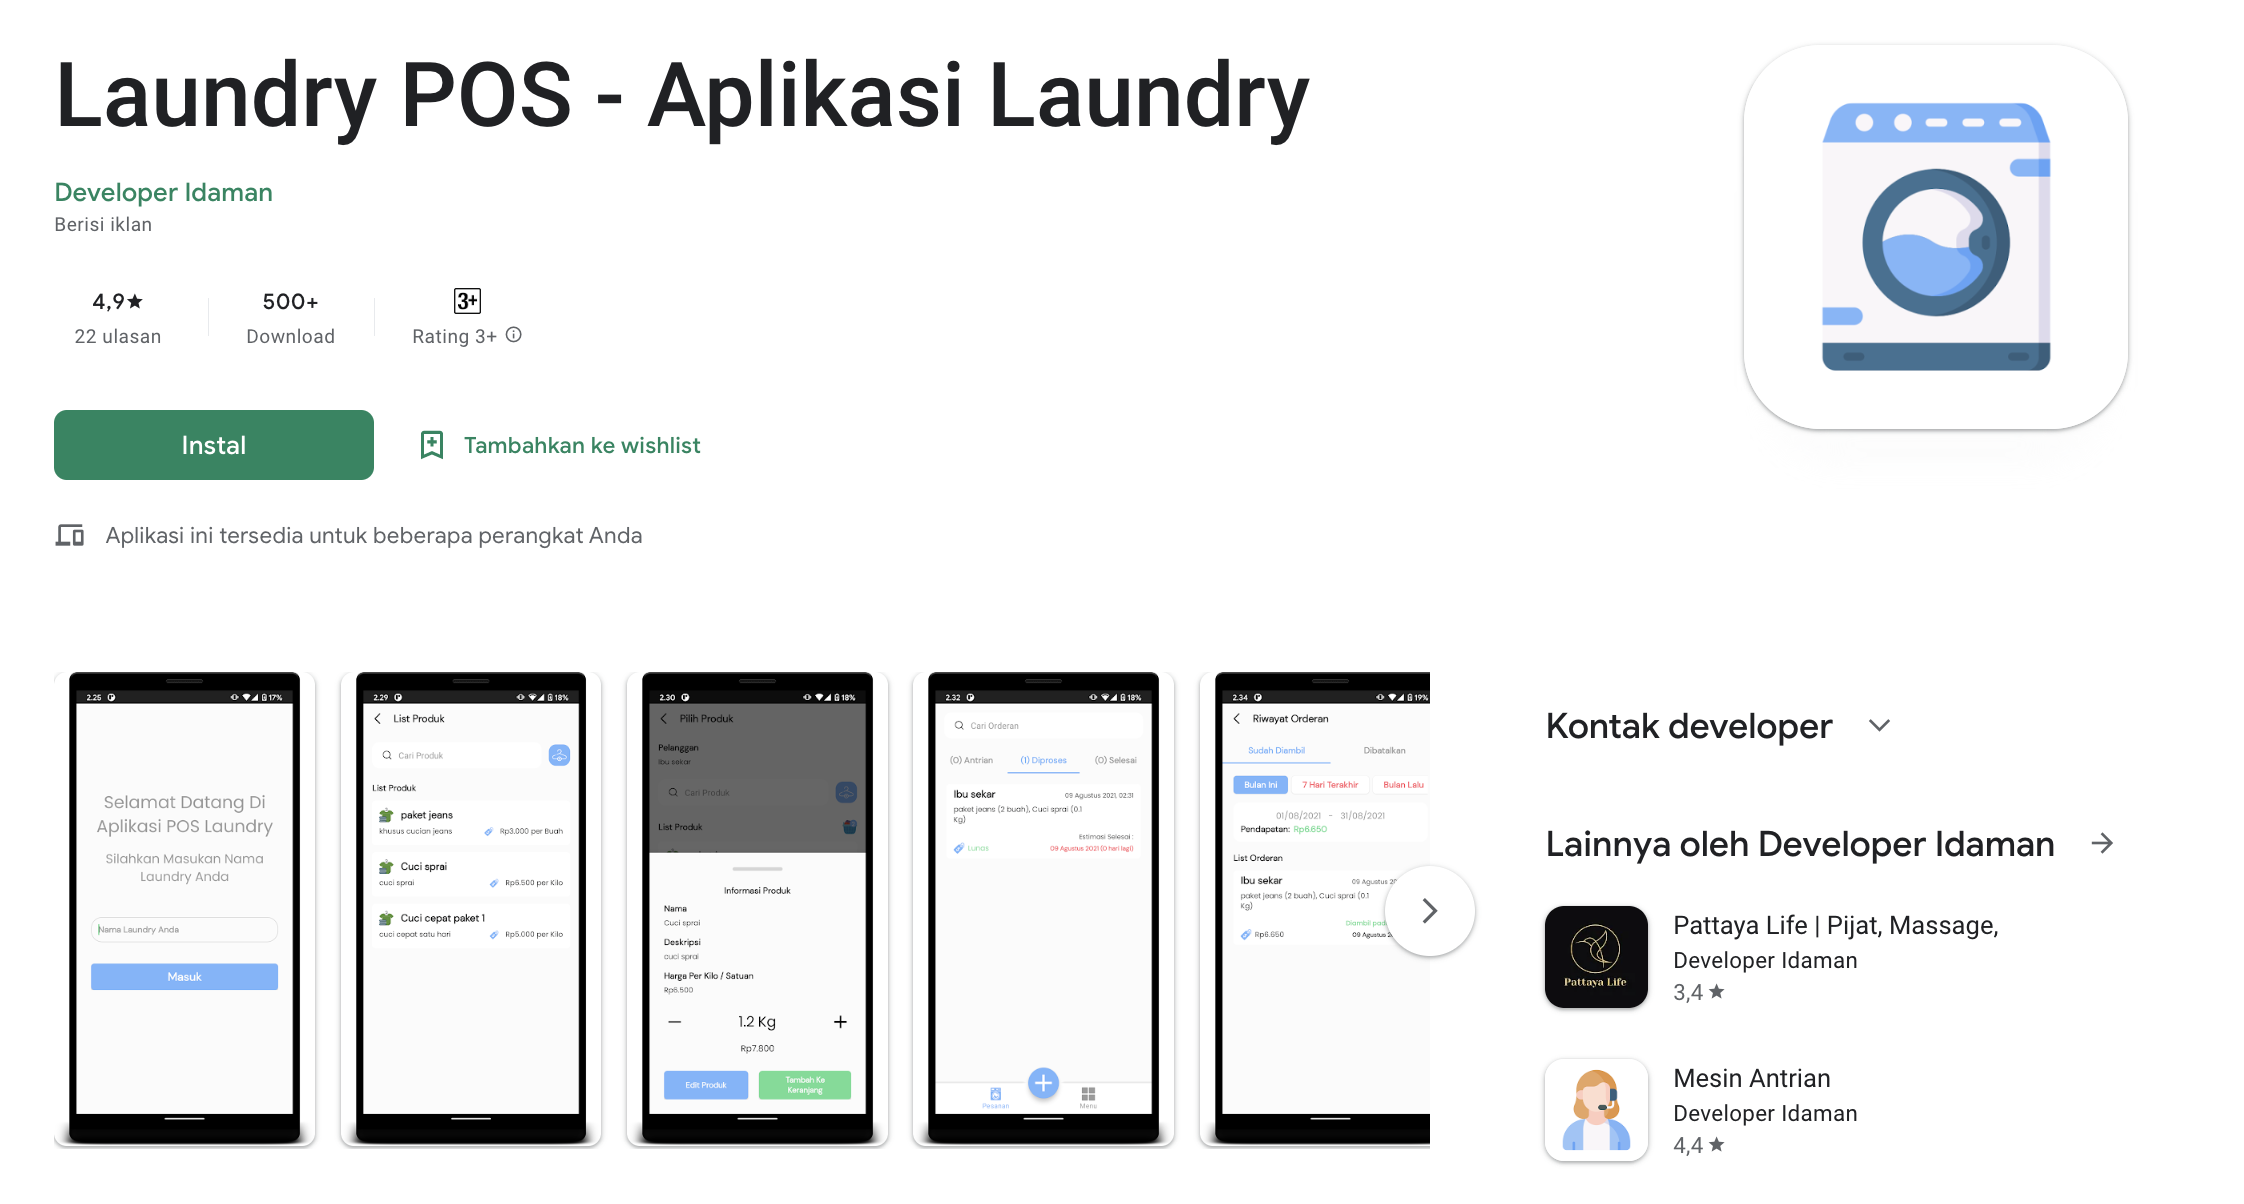 Laundry POS - Aplikasi Laundry
Developer Idaman
Berisi iklan
4,9★
22 ulasan
500+
Download
3+
Rating 3+
Instal
Tambahkan ke wishlist
Aplikasi ini tersedia untuk beberapa perangkat Anda
2.25
17%
Selamat Datang Di
Aplikasi POS Laundry
Silahkan Masukan Nama
Laundry Anda
Nama Laundry Anda
Masuk
2.29
18%
List Produk
Cari Produk
List Produk
paket jeans
khusus cucian jeans
Rp3.000 per Buah
Cuci sprai
cuci sprai
Rp6.500 per Kilo
Cuci cepat paket 1
cuci cepat satu hari
Rp5.000 per Kilo
2.30
18%
Pilih Produk
Pelanggan
Ibu sekar
Cari Produk
List Produk
Informasi Produk
Nama
Cuci sprai
Deskripsi
cuci sprai
Harga Per Kilo / Satuan
Rp6.500
1.2 Kg
Rp7.800
Edit Produk
Tambah Ke
Keranjang
2.32
18%
Cari Orderan
(0) Antrian
(1) Diproses
(0) Selesai
Ibu sekar
09 Agustus 2021, 02:31
paket jeans (2 buah), Cuci sprai (0.1
Kg)
Estimasi Selesai :
Lunas
09 Agustus 2021 (0 hari lagi)
Pesanan
Menu
2.34
19%
Riwayat Orderan
Sudah Diambil
Dibatalkan
Bulan Ini
7 Hari Terakhir
Bulan Lalu
01/08/2021 - 31/08/2021
Pendapatan: Rp6.650
List Orderan
Ibu sekar
09 Agustus
paket jeans (2 buah), Cuci sprai (0.1
Kg)
Diambil
Rp6.650
09 Agustus
Kontak developer
Lainnya oleh Developer Idaman
Pattaya Life
Pattaya Life | Pijat, Massage,
Developer Idaman
3,4★
Mesin Antrian
Developer Idaman
4,4★